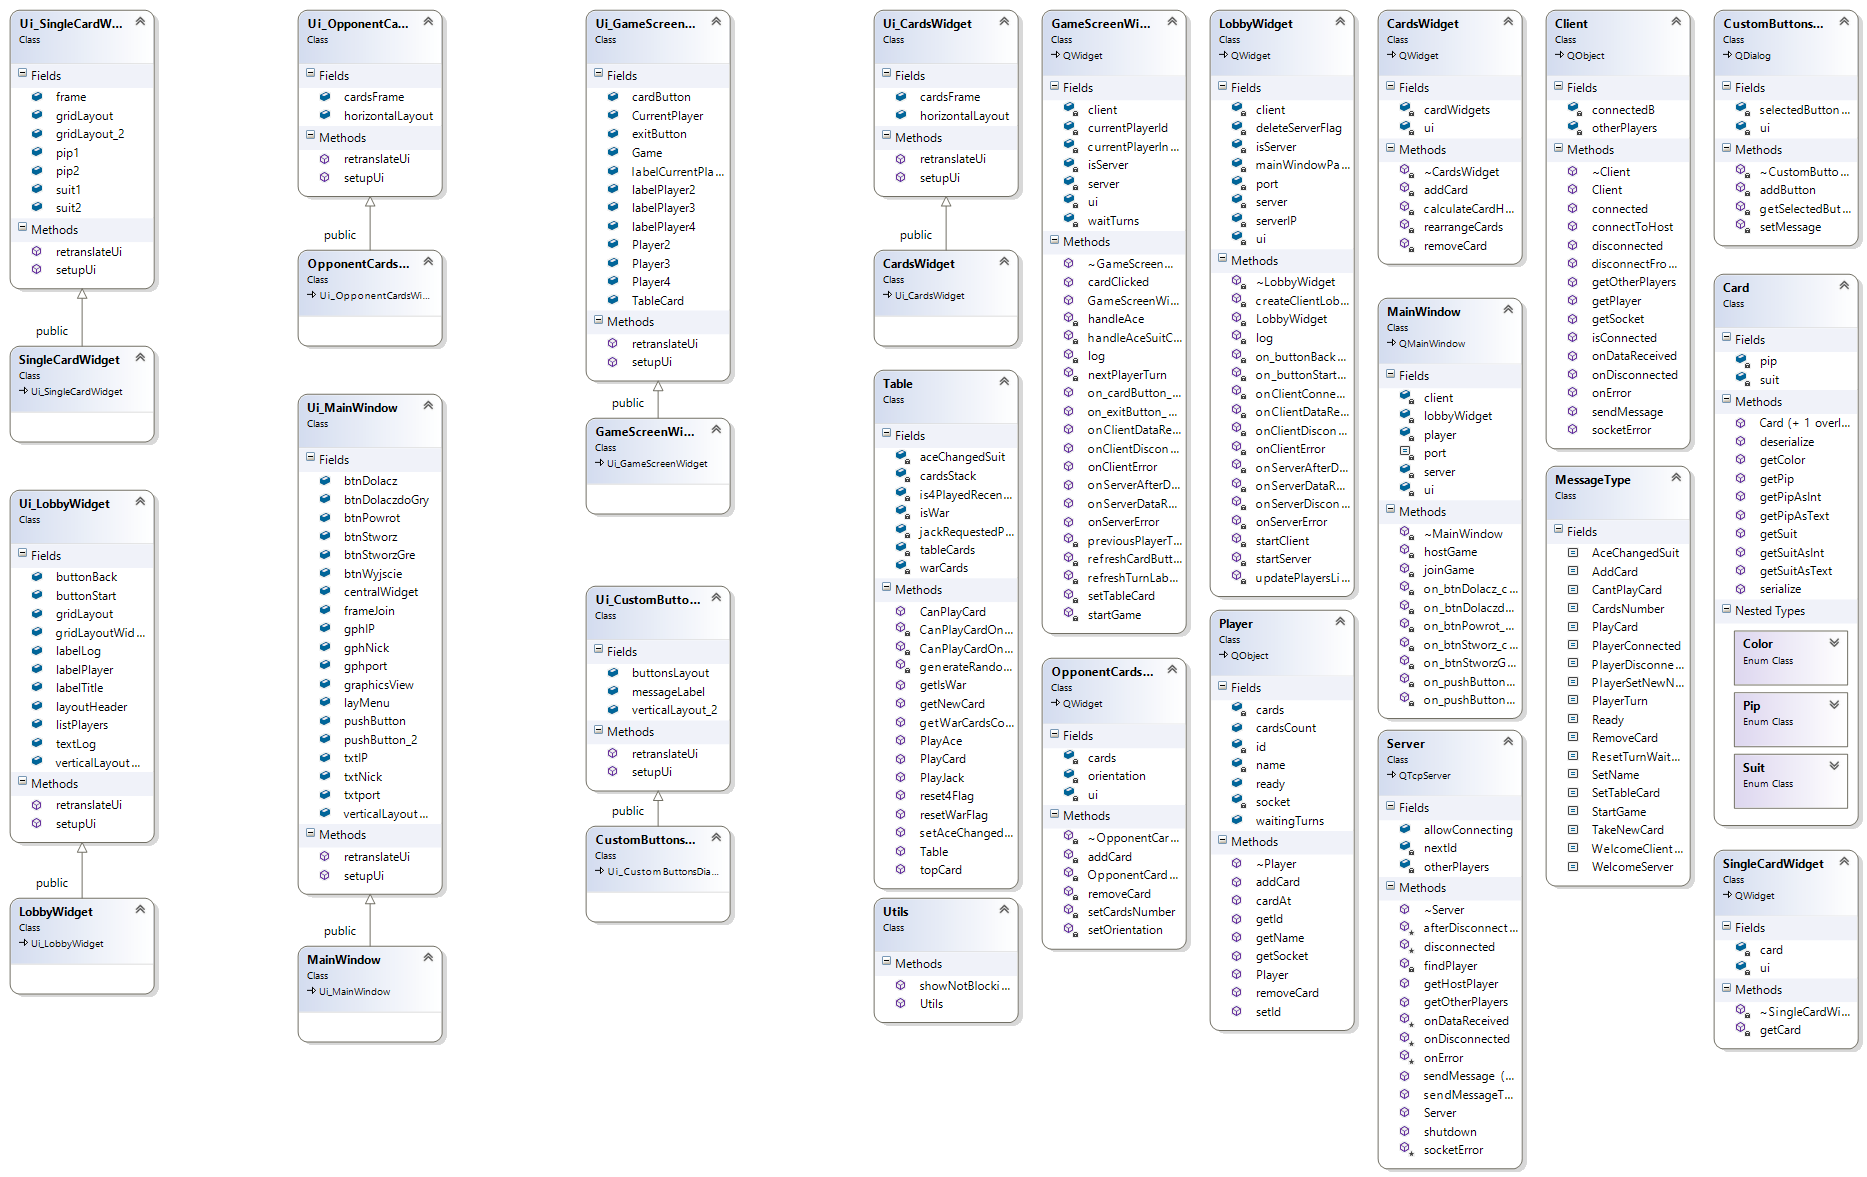 Ui_SingleCardW...
Class
Fields
frame
gridLayout
gridLayout_2
pip1
pip2
suit1
suit2
Methods
retranslateUi
setupUi
public
SingleCardWidget
Class
Ui_SingleCardWidget
Ui_LobbyWidget
Class
Fields
buttonBack
buttonStart
gridLayout
gridLayoutWid...
labelLog
labelPlayer
labelTitle
layoutHeader
listPlayers
textLog
verticalLayout...
Methods
retranslateUi
setupUi
public
LobbyWidget
Class
Ui_LobbyWidget
Ui_OpponentCa...
Class
Fields
cardsFrame
horizontalLayout
Methods
retranslateUi
setupUi
public
OpponentCards...
Class
Ui_OpponentCardsWi...
Ui_MainWindow
Class
Fields
btnDolacz
btnDolaczdoGry
btnPowrot
btnStworz
btnStworzGre
btnWyjscie
centralWidget
frameJoin
gphIP
gphNick
gphport
graphicsView
layMenu
pushButton
pushButton_2
txtIP
txtNick
txtport
verticalLayout...
Methods
retranslateUi
setupUi
public
MainWindow
Class
Ui_MainWindow
Ui_GameScreen...
Class
Fields
cardButton
CurrentPlayer
exitButton
Game
labelCurrentPla...
labelPlayer2
labelPlayer3
labelPlayer4
Player2
Player3
Player4
TableCard
Methods
retranslateUi
setupUi
public
GameScreenWi...
Class
Ui_GameScreenWidget
Ui_CustomButto...
Class
Fields
buttonsLayout
messageLabel
verticalLayout_2
Methods
retranslateUi
setupUi
public
CustomButtons...
Class
Ui_CustomButtonsDia...
Ui_CardsWidget
Class
Fields
cardsFrame
horizontalLayout
Methods
retranslateUi
setupUi
public
CardsWidget
Class
Ui_CardsWidget
Table
Class
Fields
aceChangedSuit
cardsStack
is4PlayedRecen...
isWar
jackRequestedP...
tableCards
warCards
Methods
CanPlayCard
CanPlayCardOn...
CanPlayCardOn...
generateRando...
getIsWar
getNewCard
getWarCardsCo...
PlayAce
PlayCard
PlayJack
reset4Flag
resetWarFlag
setAceChanged...
Table
topCard
Utils
Class
Methods
showNotBlocki...
Utils
GameScreenWi...
Class
QWidget
Fields
client
currentPlayerId
currentPlayerIn...
isServer
server
ui
waitTurns
Methods
~GameScreen...
cardClicked
GameScreenWi...
handleAce
handleAceSuitC...
log
nextPlayerTurn
on_cardButton_...
on_exitButton_...
onClientDataRe...
onClientDiscon...
onClientError
onServerAfterD...
onServerDataR...
onServerError
previousPlayerT...
refreshCardButt...
refreshTurnLab...
setTableCard
startGame
OpponentCards...
Class
QWidget
Fields
cards
orientation
ui
Methods
~OpponentCar...
addCard
OpponentCard...
removeCard
setCardsNumber
setOrientation
LobbyWidget
Class
QWidget
Fields
client
deleteServerFlag
isServer
mainWindowPa...
port
server
serverIP
ui
Methods
~LobbyWidget
createClientLob...
LobbyWidget
log
on_buttonBack...
on_buttonStart...
onClientConne...
onClientDataRe...
onClientDiscon...
onClientError
onServerAfterD...
onServerDataR...
onServerDiscon...
onServerError
startClient
startServer
updatePlayersLi...
Player
Class
QObject
Fields
cards
cardsCount
id
name
ready
socket
waitingTurns
Methods
~Player
addCard
cardAt
getId
getName
getSocket
Player
removeCard
setId
CardsWidget
Class
QWidget
Fields
cardWidgets
ui
Methods
~CardsWidget
addCard
calculateCardH...
rearrangeCards
removeCard
MainWindow
Class
QMainWindow
Fields
client
lobbyWidget
player
port
server
ui
Methods
~MainWindow
hostGame
joinGame
on_btnDolacz_c...
on_btnDolaczd...
on_btnPowrot_...
on_btnStworz_c...
on_btnStworzG...
on_pushButton...
on_pushButton...
Server
Class
QTcpServer
Fields
allowConnecting
nextId
otherPlayers
Methods
~Server
afterDisconnect...
disconnected
findPlayer
getHostPlayer
getOtherPlayers
onDataReceived
onDisconnected
onError
sendMessage (...
sendMessageT...
Server
shutdown
socketError
Client
Class
QObject
Fields
connectedB
otherPlayers
Methods
~Client
Client
connected
connectToHost
disconnected
disconnectFro...
getOtherPlayers
getPlayer
getSocket
isConnected
onDataReceived
onDisconnected
onError
sendMessage
socketError
MessageType
Class
Fields
AceChangedSuit
AddCard
CantPlayCard
CardsNumber
PlayCard
PlayerConnected
PlayerDisconne...
PlayerSetNewN...
PlayerTurn
Ready
RemoveCard
ResetTurnWait...
SetName
SetTableCard
StartGame
TakeNewCard
WelcomeClient...
WelcomeServer
CustomButtons...
Class
QDialog
Fields
selectedButton...
ui
Methods
~CustomButto...
addButton
getSelectedBut...
setMessage
Card
Class
Fields
pip
suit
Methods
Card (+ 1 overl...
deserialize
getColor
getPip
getPipAsInt
getPipAsText
getSuit
getSuitAsInt
getSuitAsText
serialize
Nested Types
Color
Enum Class
Pip
Enum Class
Suit
Enum Class
SingleCardWidget
Class
QWidget
Fields
card
ui
Methods
~SingleCardWi...
getCard